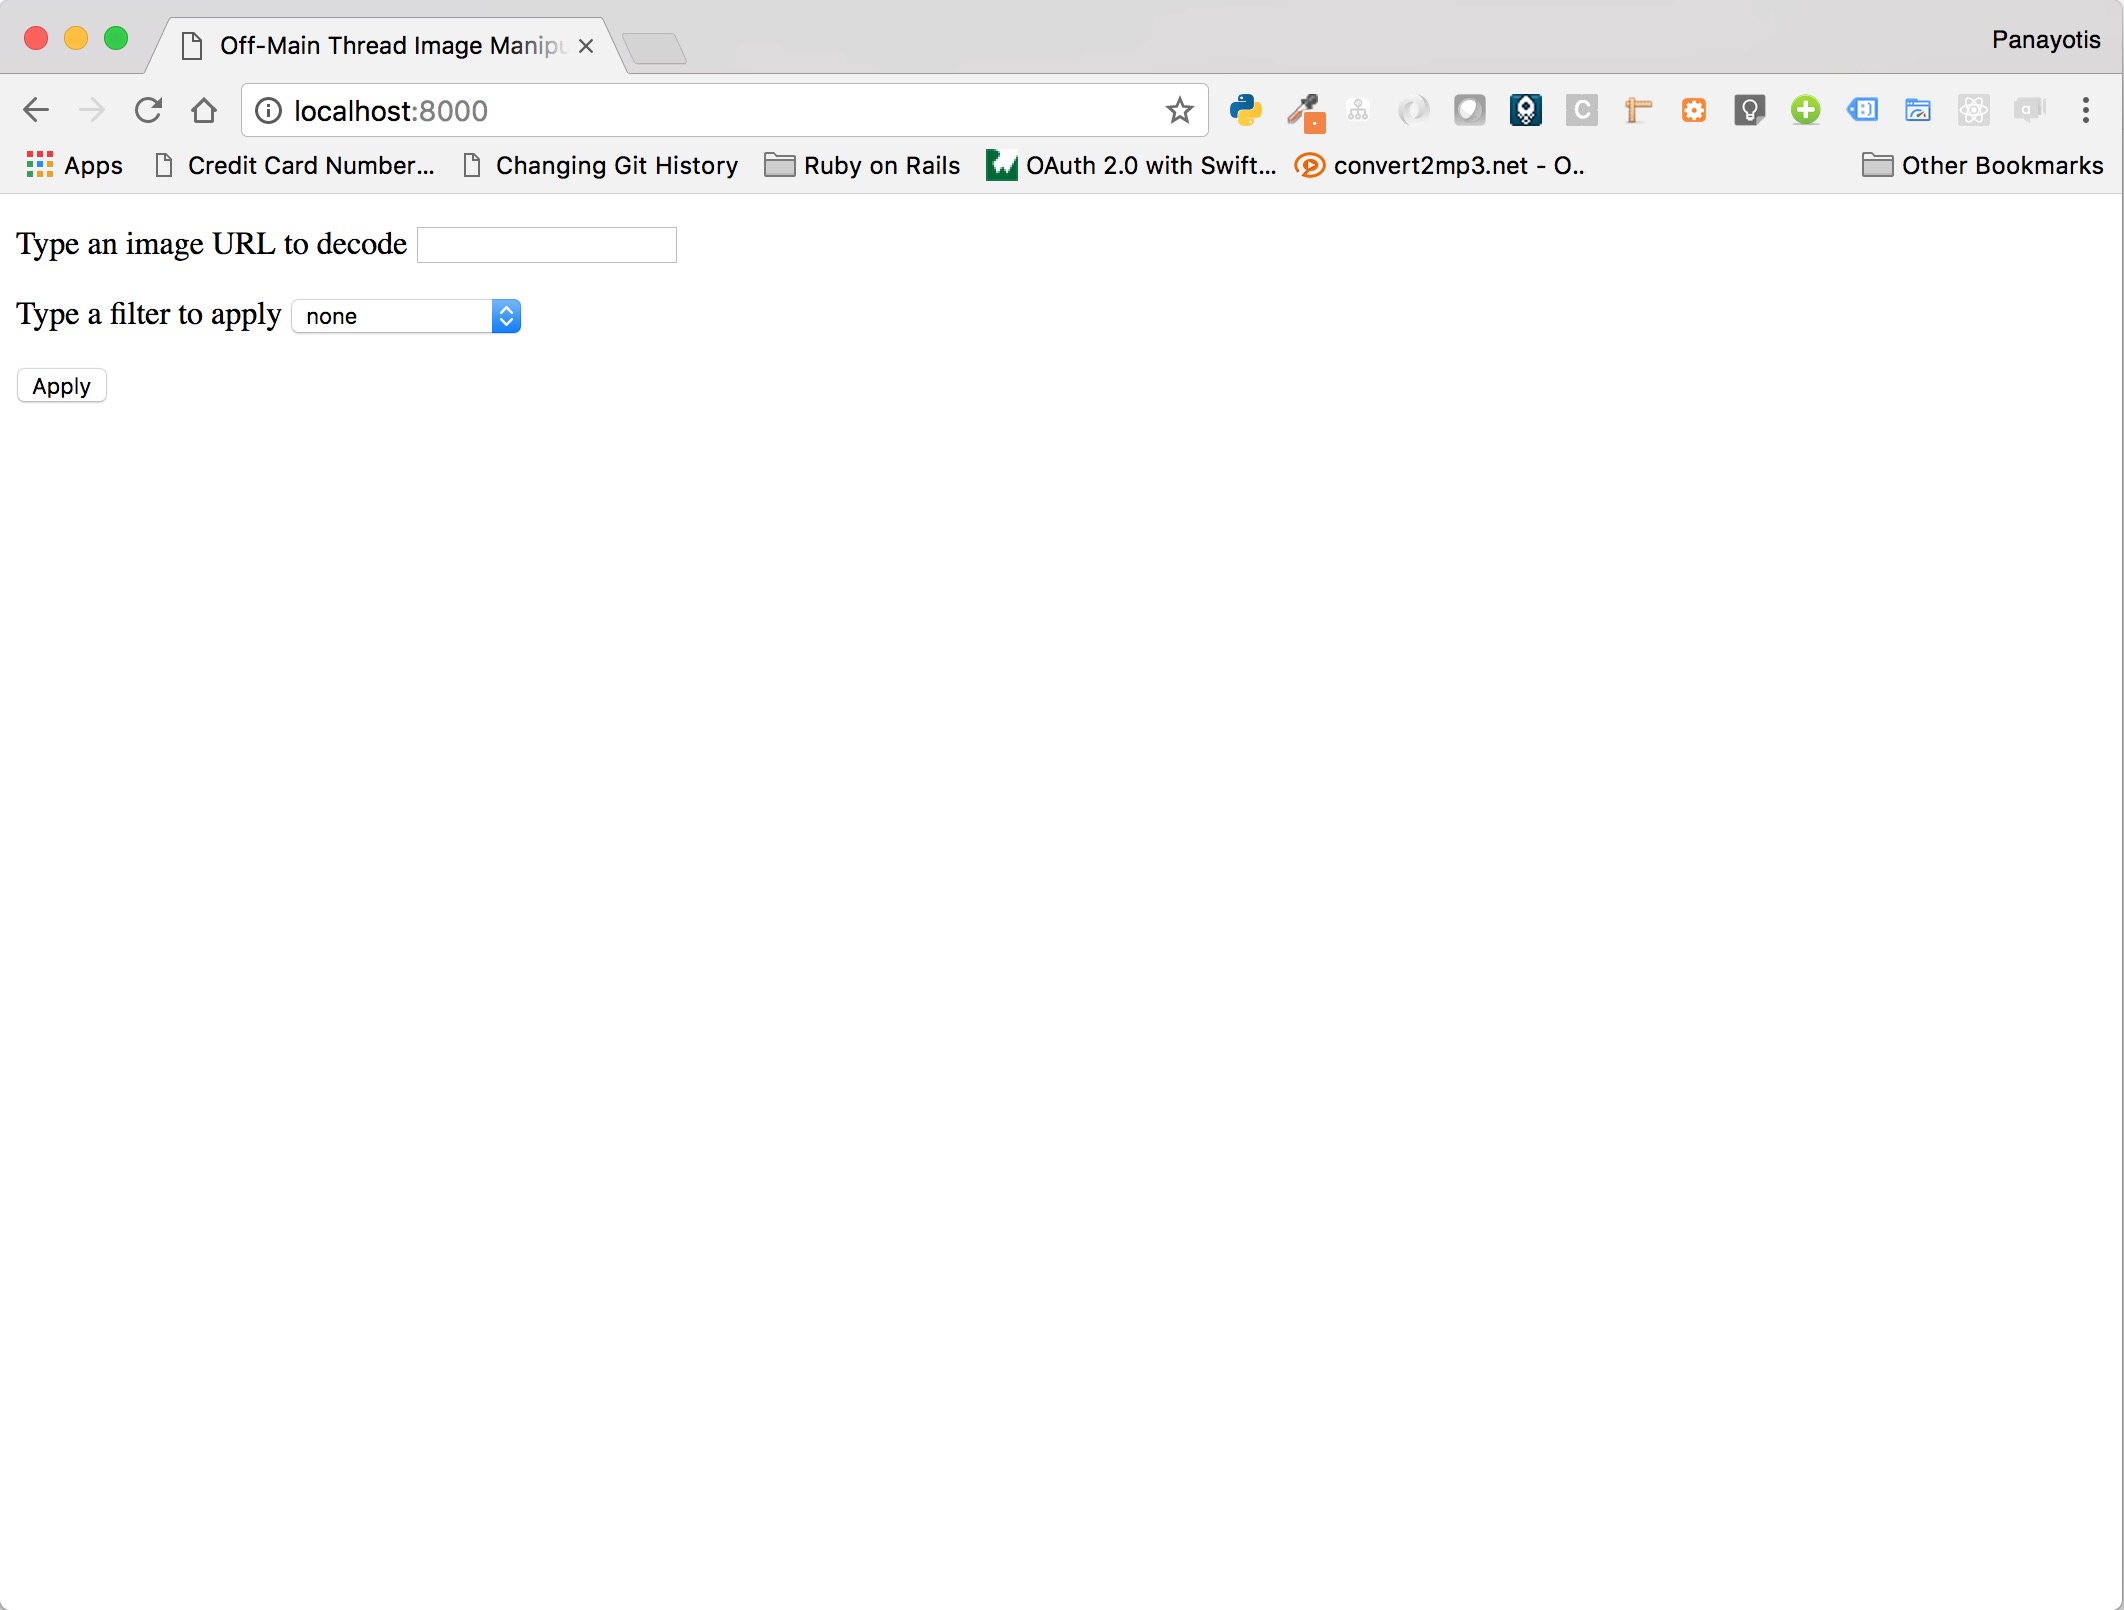 Off-Main Thread Image Manipu
Panayotis
localhost:8000
Apps
Credit Card Number...
Changing Git History
Ruby on Rails
OAuth 2.0 with Swift...
convert2mp3.net - O..
Other Bookmarks
Type an image URL to decode
Type a filter to apply none
Apply